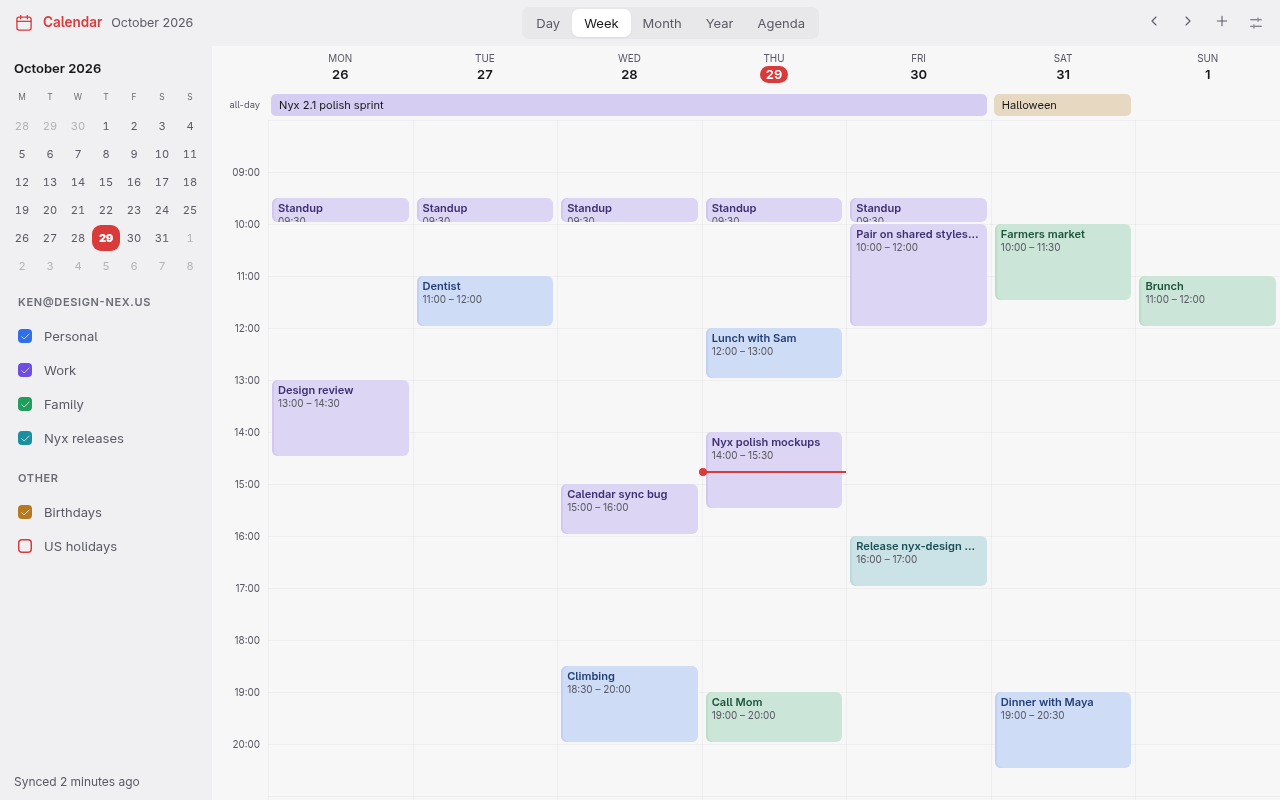 Calendar October 2026
Day Week Month Year Agenda
October 2026
M T W T F S S
28 29 30 1 2 3 4
5 6 7 8 9 10 11
12 13 14 15 16 17 18
19 20 21 22 23 24 25
26 27 28 29 30 31 1
2 3 4 5 6 7 8
KEN@DESIGN-NEX.US
Personal
Work
Family
Nyx releases
OTHER
Birthdays
US holidays
Synced 2 minutes ago
MON TUE WED THU FRI SAT SUN
26 27 28 29 30 31 1
all-day
Nyx 2.1 polish sprint
Halloween
09:00
10:00
11:00
12:00
13:00
14:00
15:00
16:00
17:00
18:00
19:00
20:00
Standup
09:30
Design review
13:00 – 14:30
Standup
09:30
Dentist
11:00 – 12:00
Standup
09:30
Calendar sync bug
15:00 – 16:00
Climbing
18:30 – 20:00
Standup
09:30
Lunch with Sam
12:00 – 13:00
Nyx polish mockups
14:00 – 15:30
Call Mom
19:00 – 20:00
Standup
09:30
Pair on shared styles…
10:00 – 12:00
Release nyx-design …
16:00 – 17:00
Farmers market
10:00 – 11:30
Dinner with Maya
19:00 – 20:30
Brunch
11:00 – 12:00